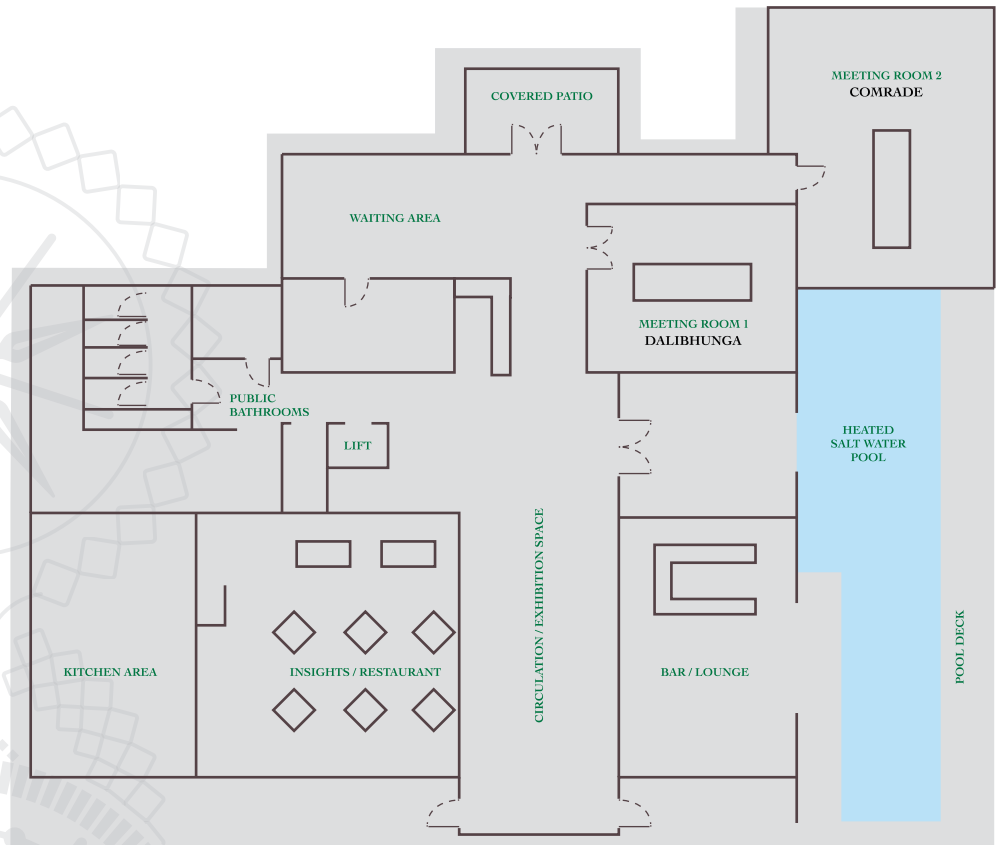 MEETING ROOM 2
COMRADE
COVERED PATIO
WAITING AREA
MEETING ROOM 1
DALIBHUNGA
PUBLIC
BATHROOMS
LIFT
HEATED
SALT WATER
POOL
CIRCULATION / EXHIBITION SPACE
POOL DECK
KITCHEN AREA
INSIGHTS / RESTAURANT
BAR / LOUNGE